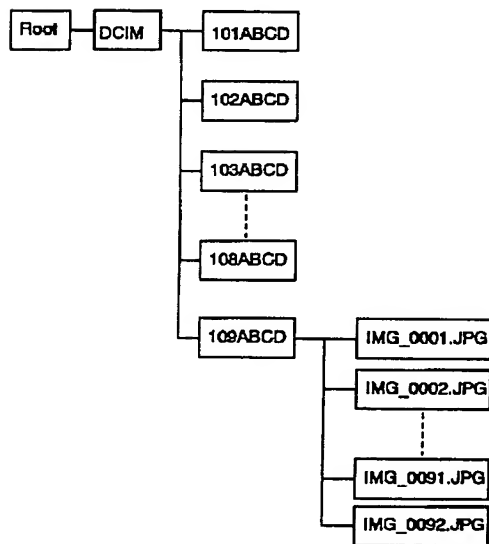 Root
DCIM
101ABCD
102ABCD
103ABCD
108ABCD
109ABCD
IMG_0001.JPG
IMG_0002.JPG
IMG_0091.JPG
IMG_0092.JPG